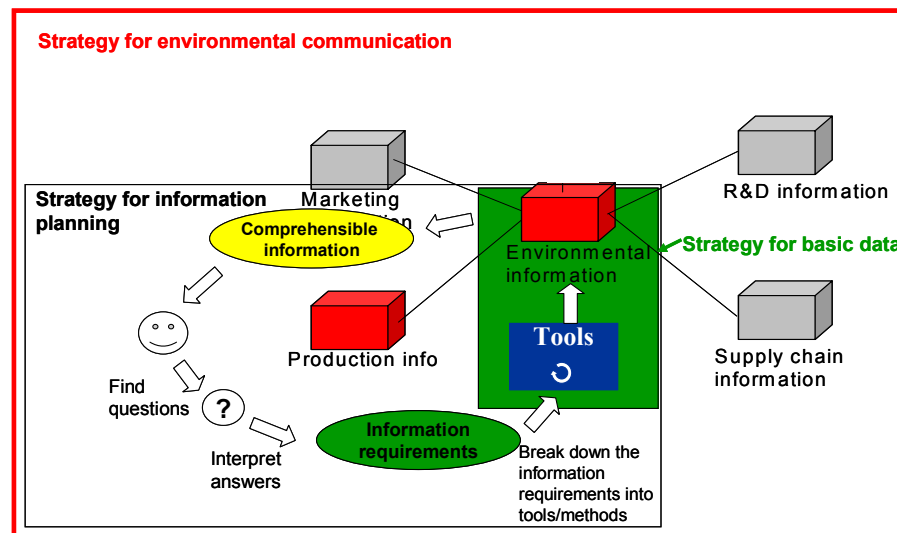 Strategy for environmental communication
R&D information
Strategy for information
planning
Marketing
Comprehensible
information
Environmental
information
Strategy for basic data
Production info
Tools
Supply chain
information
Find
questions
?
Interpret
answers
Information
requirements
Break down the
information
requirements into
tools/methods